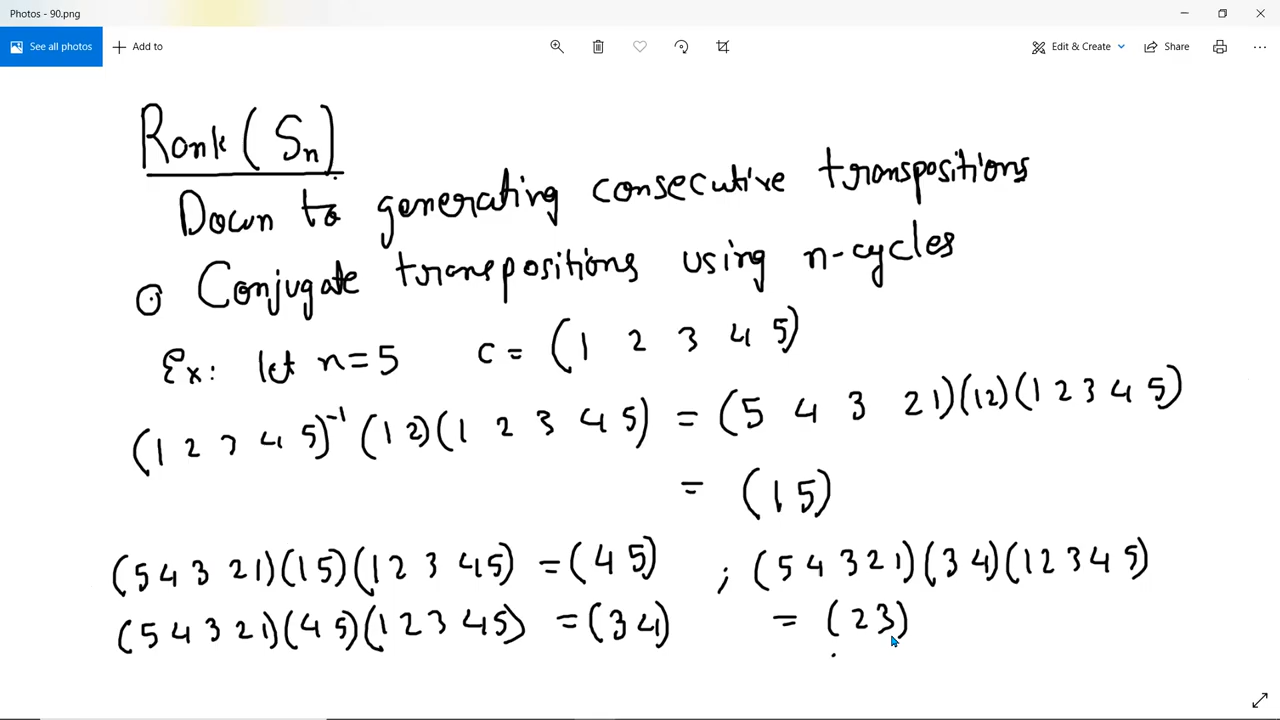 Photos - 90.png
See all photos
Add to
Edit & Create
Share
Rank(Sn)
Down to generating consecutive transpositions
Conjugate transpositions using n-cycles
Ex: let n=5 c = (1 2 3 4 5)
(1 2 3 4 5)⁻¹ (1 2)(1 2 3 4 5) = (5 4 3 2 1)(12)(1 2 3 4 5)
= (1 5)
(5 4 3 2 1)(1 5)(1 2 3 4 5) = (4 5) ; (5 4 3 2 1)(3 4)(1 2 3 4 5)
(5 4 3 2 1)(4 5)(1 2 3 4 5) = (3 4) = (2 3)